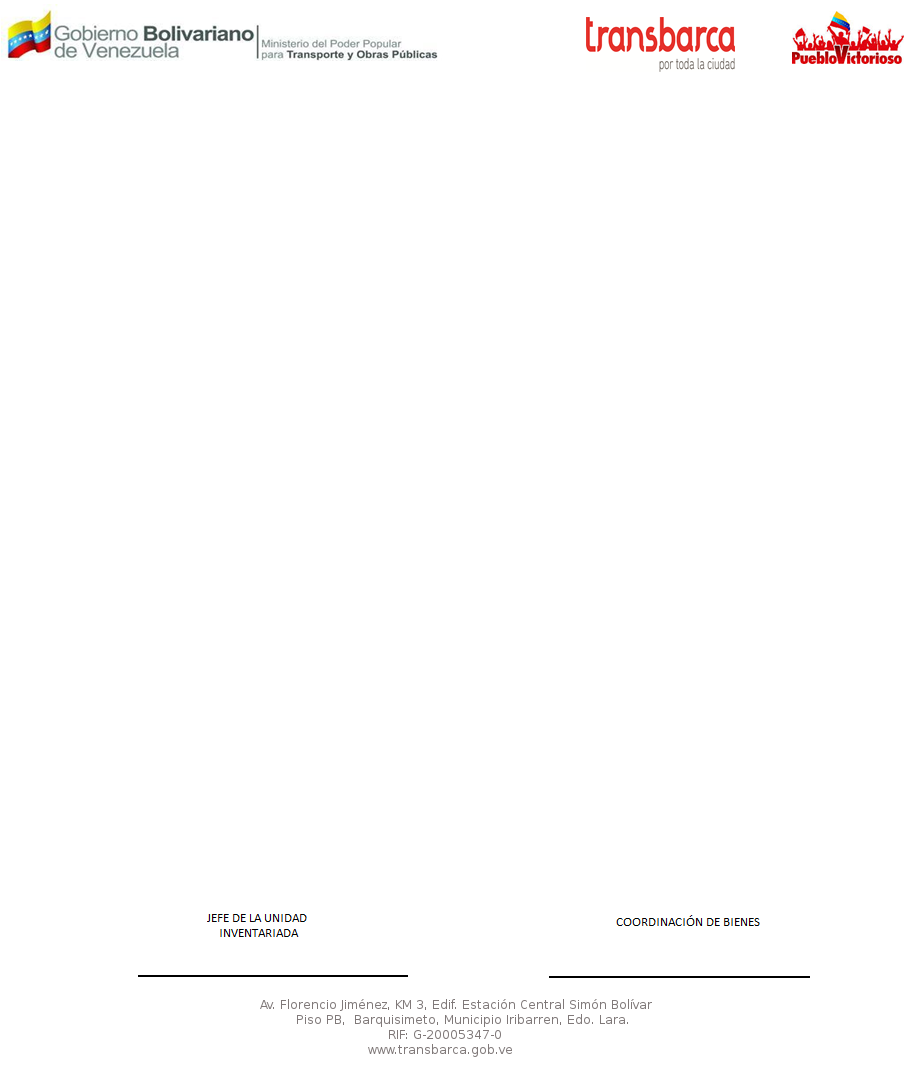 Gobierno Bolivariano
de Venezuela
Ministerio del Poder Popular
para Transporte y Obras Públicas
transbarca
por toda la ciudad
PuebloVictorioso
JEFE DE LA UNIDAD
INVENTARIADA
COORDINACIÓN DE BIENES
Av. Florencio Jiménez, KM 3, Edif. Estación Central Simón Bolívar
Piso PB,  Barquisimeto, Municipio Iribarren, Edo. Lara.
RIF: G-20005347-0
www.transbarca.gob.ve